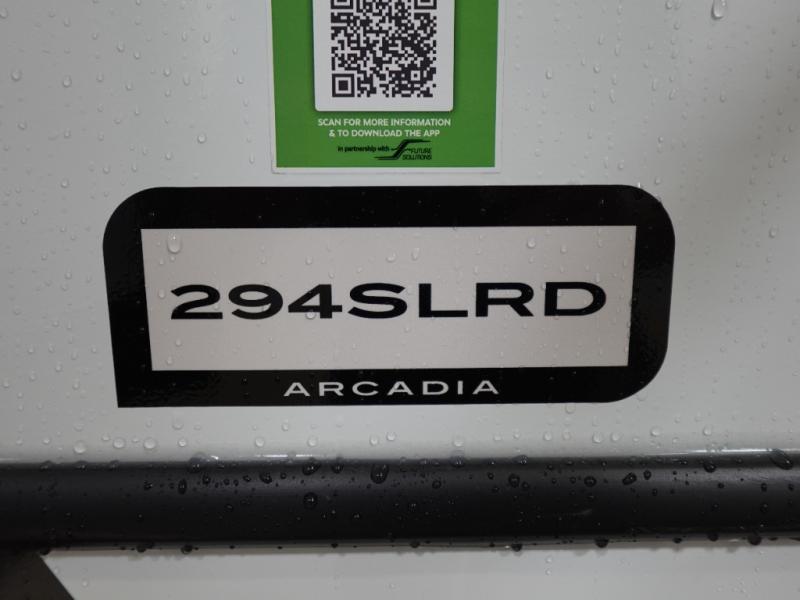 SCAN FOR MORE INFORMATION
& TO DOWNLOAD THE APP
in partnership with FUTURE
SOLUTIONS
294SLRD
ARCADIA